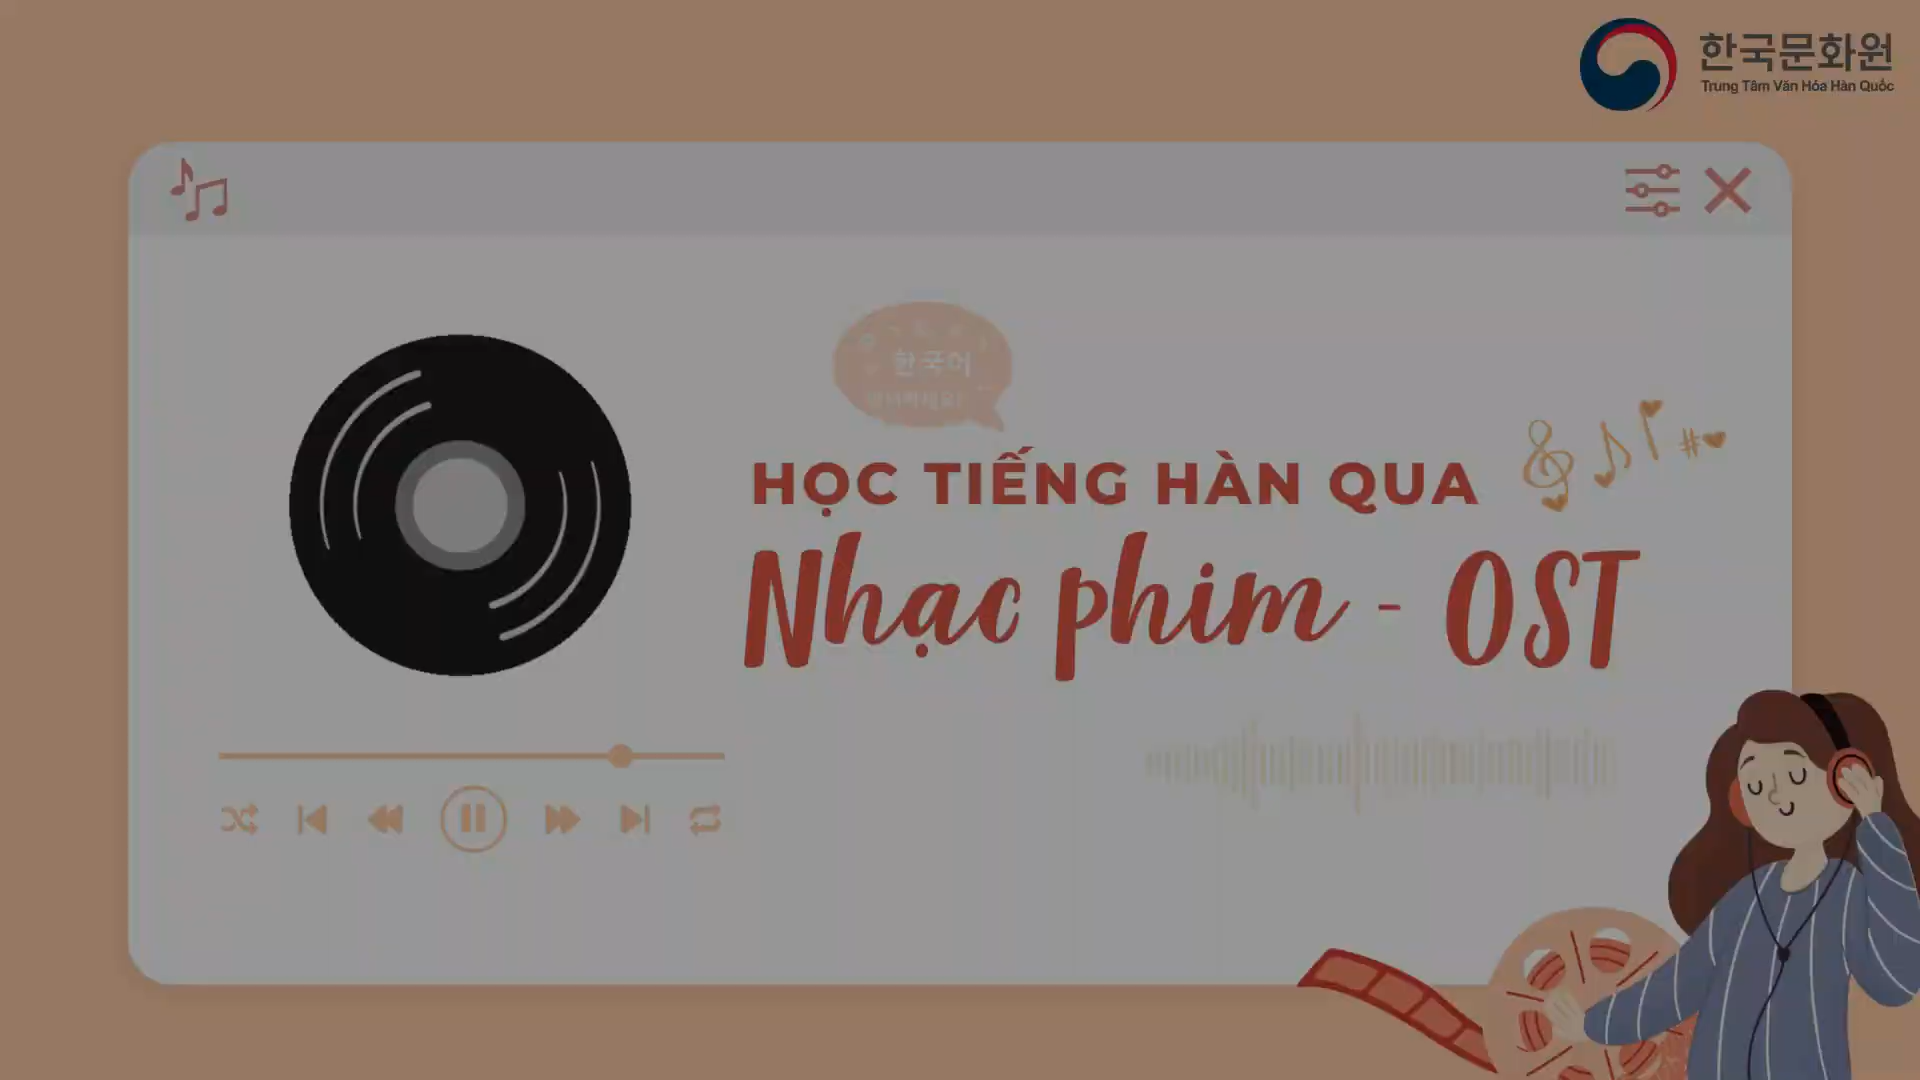 한국문화원
Trung Tâm Văn Hóa Hàn Quốc
한국어
HỌC TIẾNG HÀN QUA
Nhạc phim - OST